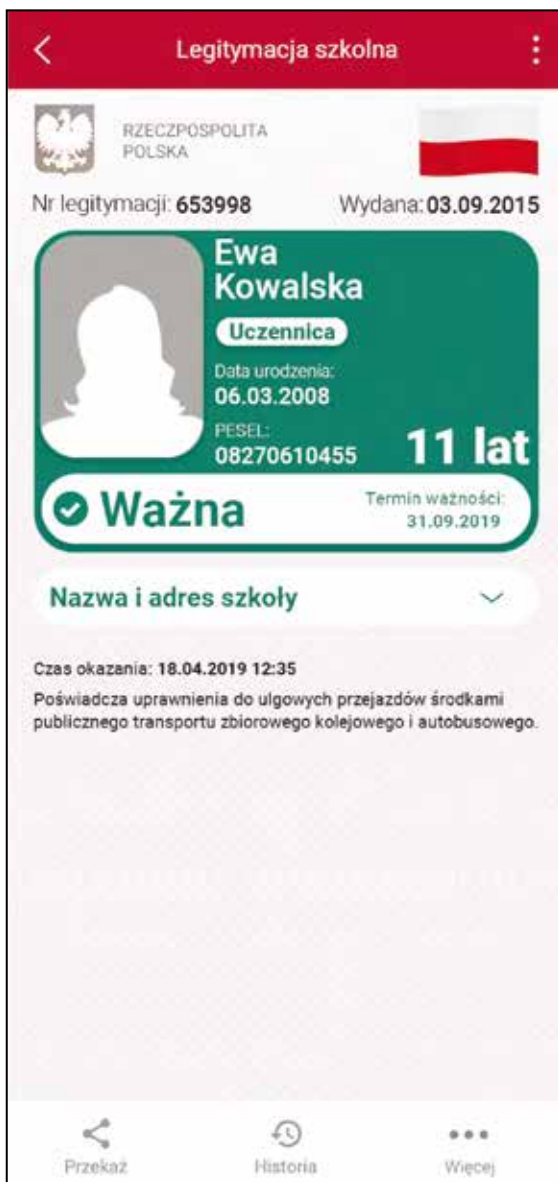 Legitymacja szkolna
RZECZPOSPOLITA
POLSKA
Nr legitymacji: 653998 Wydana: 03.09.2015
Ewa
Kowalska
Uczennica
Data urodzenia:
06.03.2008
PESEL:
08270610455
11 lat
Ważna
Termin ważności:
31.09.2019
Nazwa i adres szkoły
Czas okazania: 18.04.2019 12:35
Poświadcza uprawnienia do ulgowych przejazdów środkami
publicznego transportu zbiorowego kolejowego i autobusowego.
Przekaż Historia Więcej